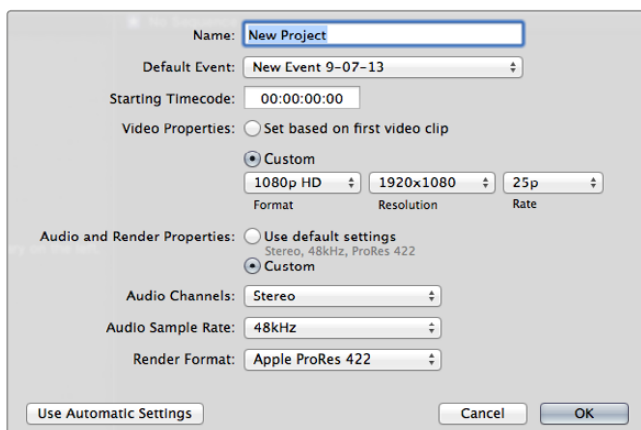 Name: New Project
Default Event: New Event 9-07-13
Starting Timecode: 00:00:00:00
Video Properties: Set based on first video clip
Custom
1080p HD 1920x1080 25p
Format Resolution Rate
Audio and Render Properties: Use default settings
Stereo, 48kHz, ProRes 422
Custom
Audio Channels: Stereo
Audio Sample Rate: 48kHz
Render Format: Apple ProRes 422
Use Automatic Settings Cancel OK